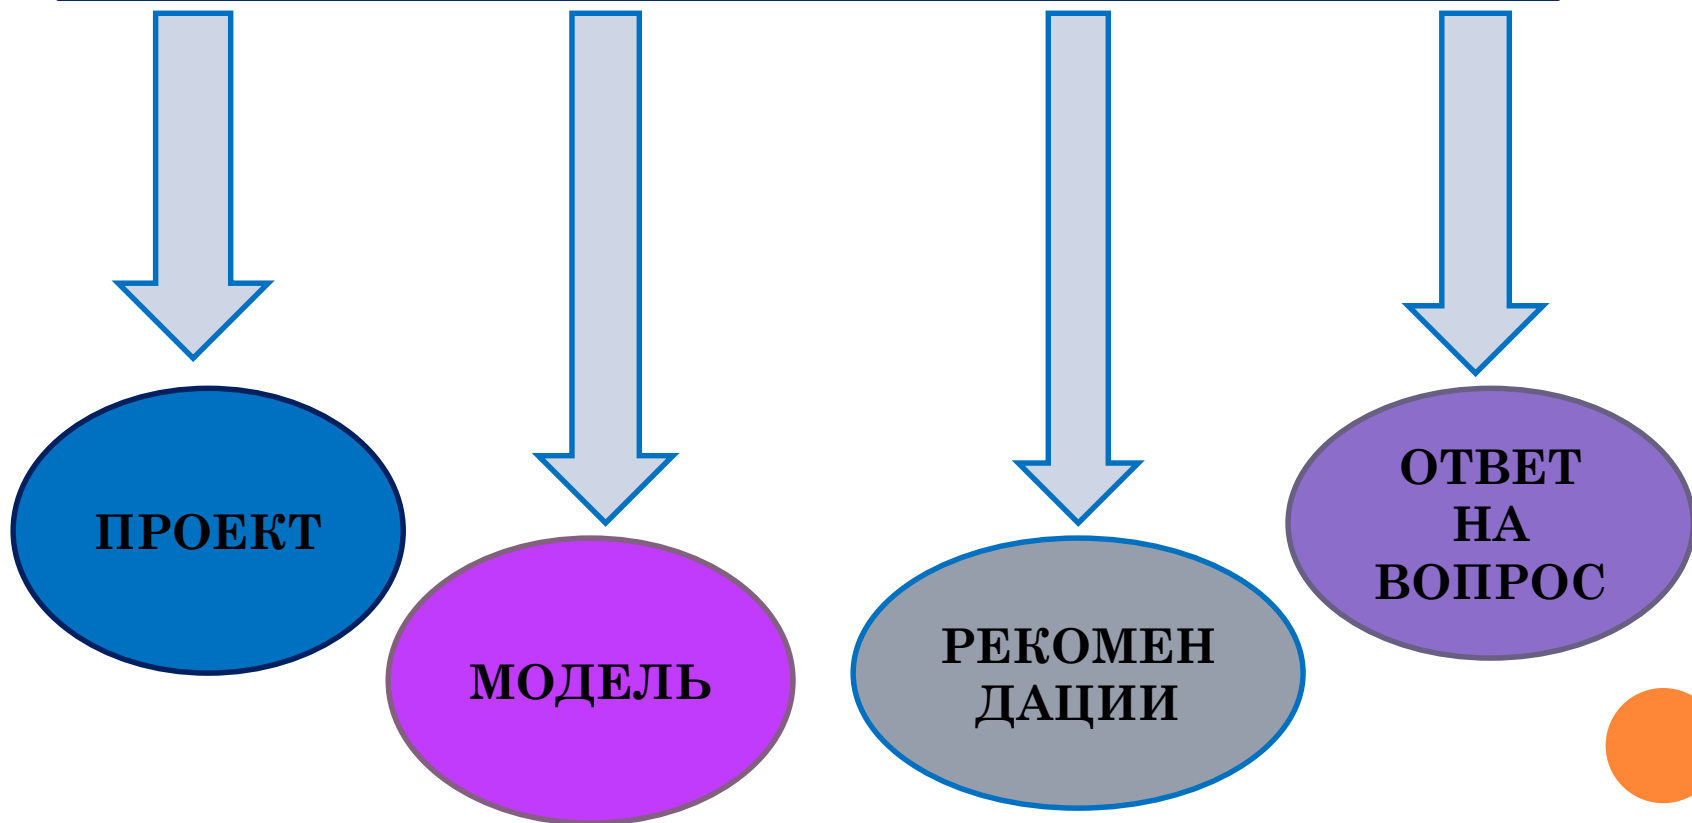 ПРОЕКТ
МОДЕЛЬ
РЕКОМЕН
ДАЦИИ
ОТВЕТ
НА
ВОПРОС